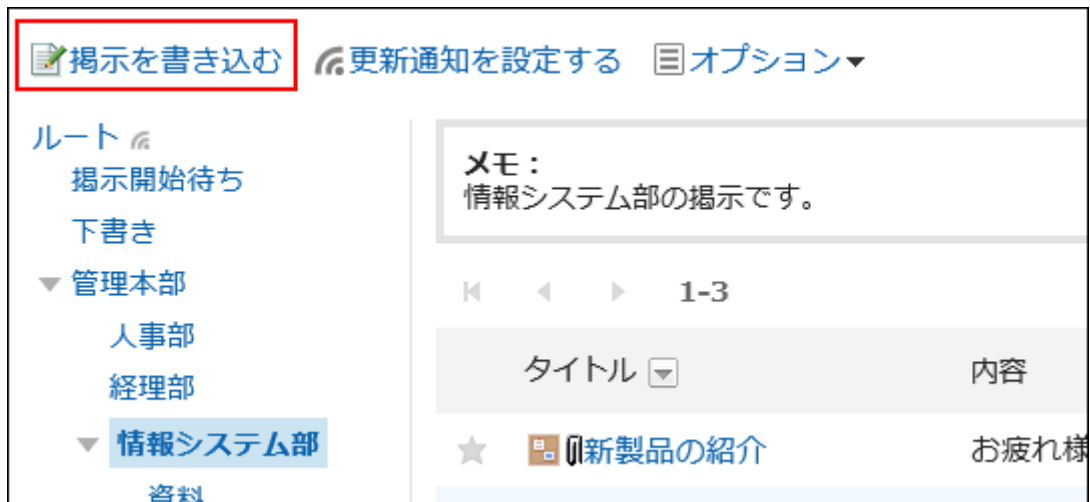 掲示を書き込む 更新通知を設定する オプション
ルート
掲示開始待ち
下書き
管理本部
人事部
経理部
情報システム部
資料
メモ：
情報システム部の掲示です。
1-3
タイトル 内容
新製品の紹介 お疲れ様